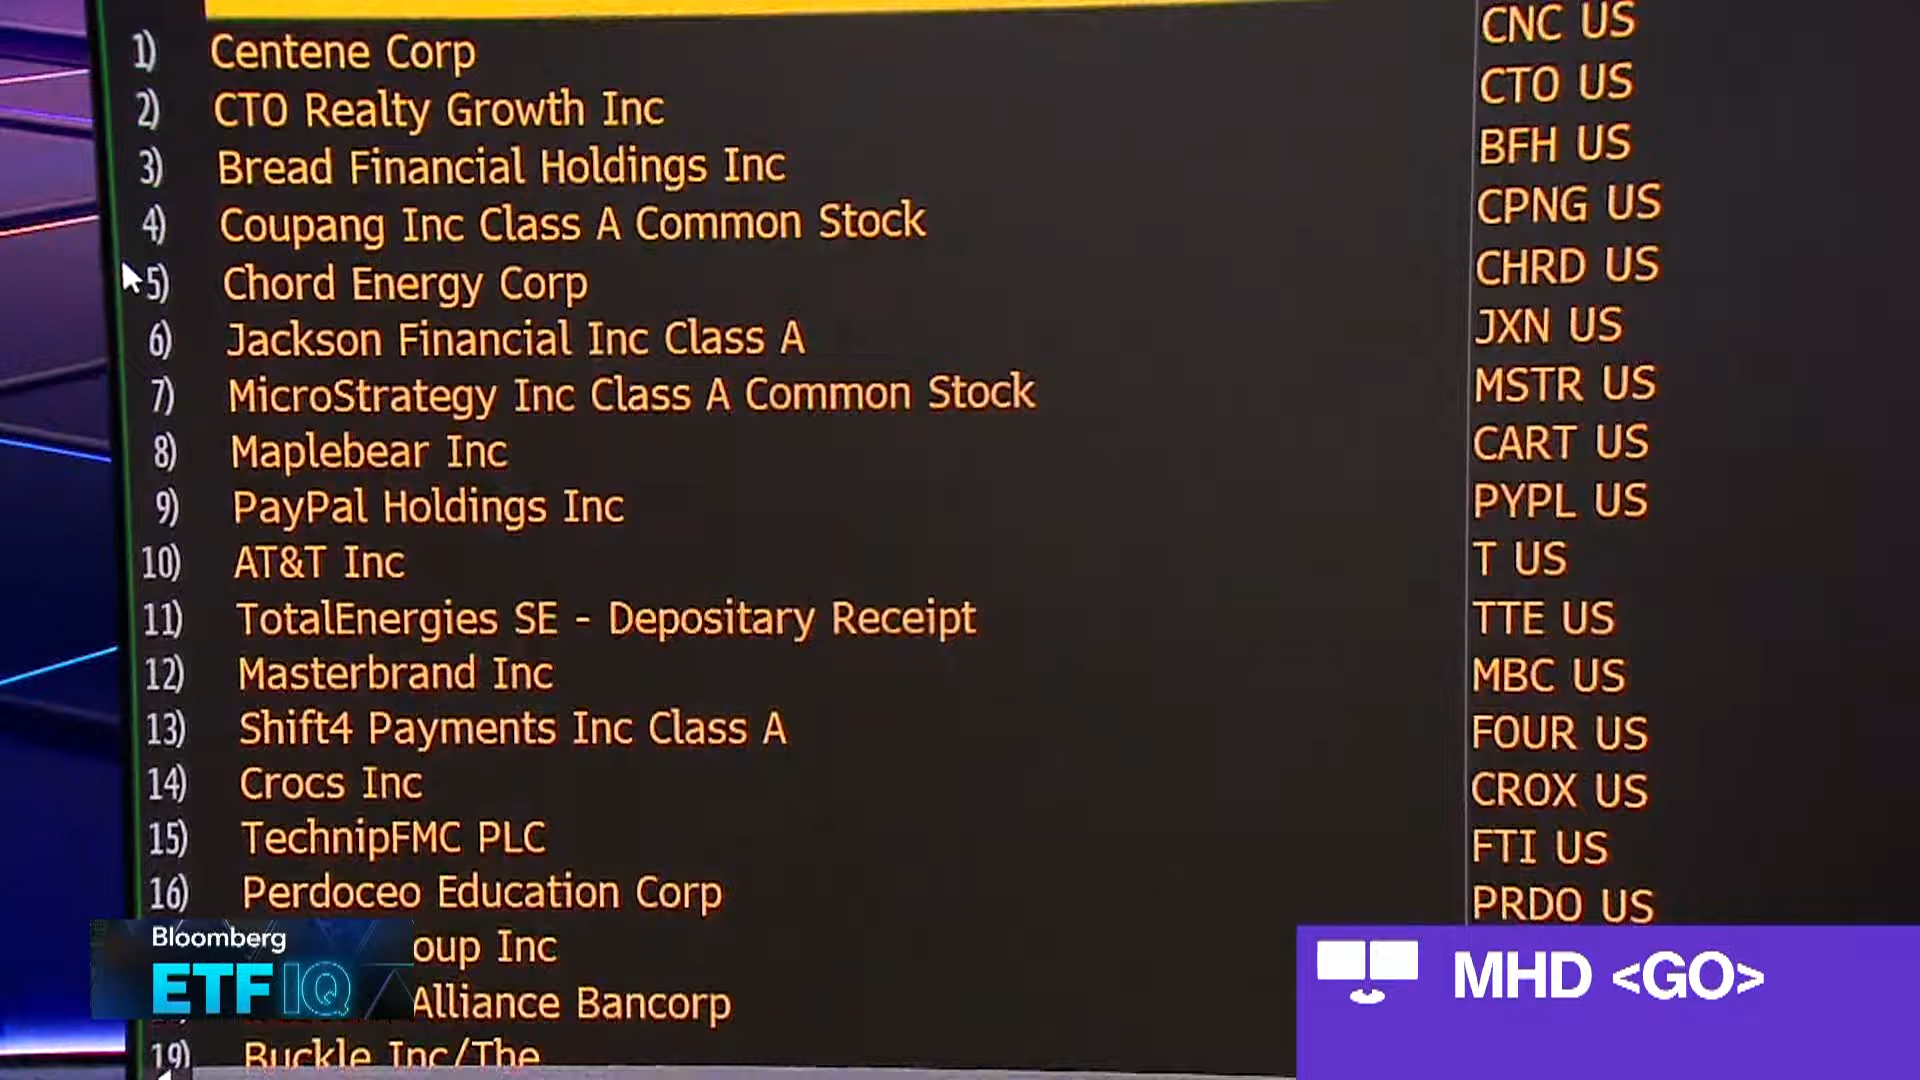 1) Centene Corp CNC US
2) CTO Realty Growth Inc CTO US
3) Bread Financial Holdings Inc BFH US
4) Coupang Inc Class A Common Stock CPNG US
5) Chord Energy Corp CHRD US
6) Jackson Financial Inc Class A JXN US
7) MicroStrategy Inc Class A Common Stock MSTR US
8) Maplebear Inc CART US
9) PayPal Holdings Inc PYPL US
10) AT&T Inc T US
11) TotalEnergies SE - Depositary Receipt TTE US
12) Masterbrand Inc MBC US
13) Shift4 Payments Inc Class A FOUR US
14) Crocs Inc CROX US
15) TechnipFMC PLC FTI US
16) Perdoceo Education Corp PRDO US
oup Inc
Alliance Bancorp
19) Buckle Inc/The
Bloomberg
ETF IQ
MHD <GO>